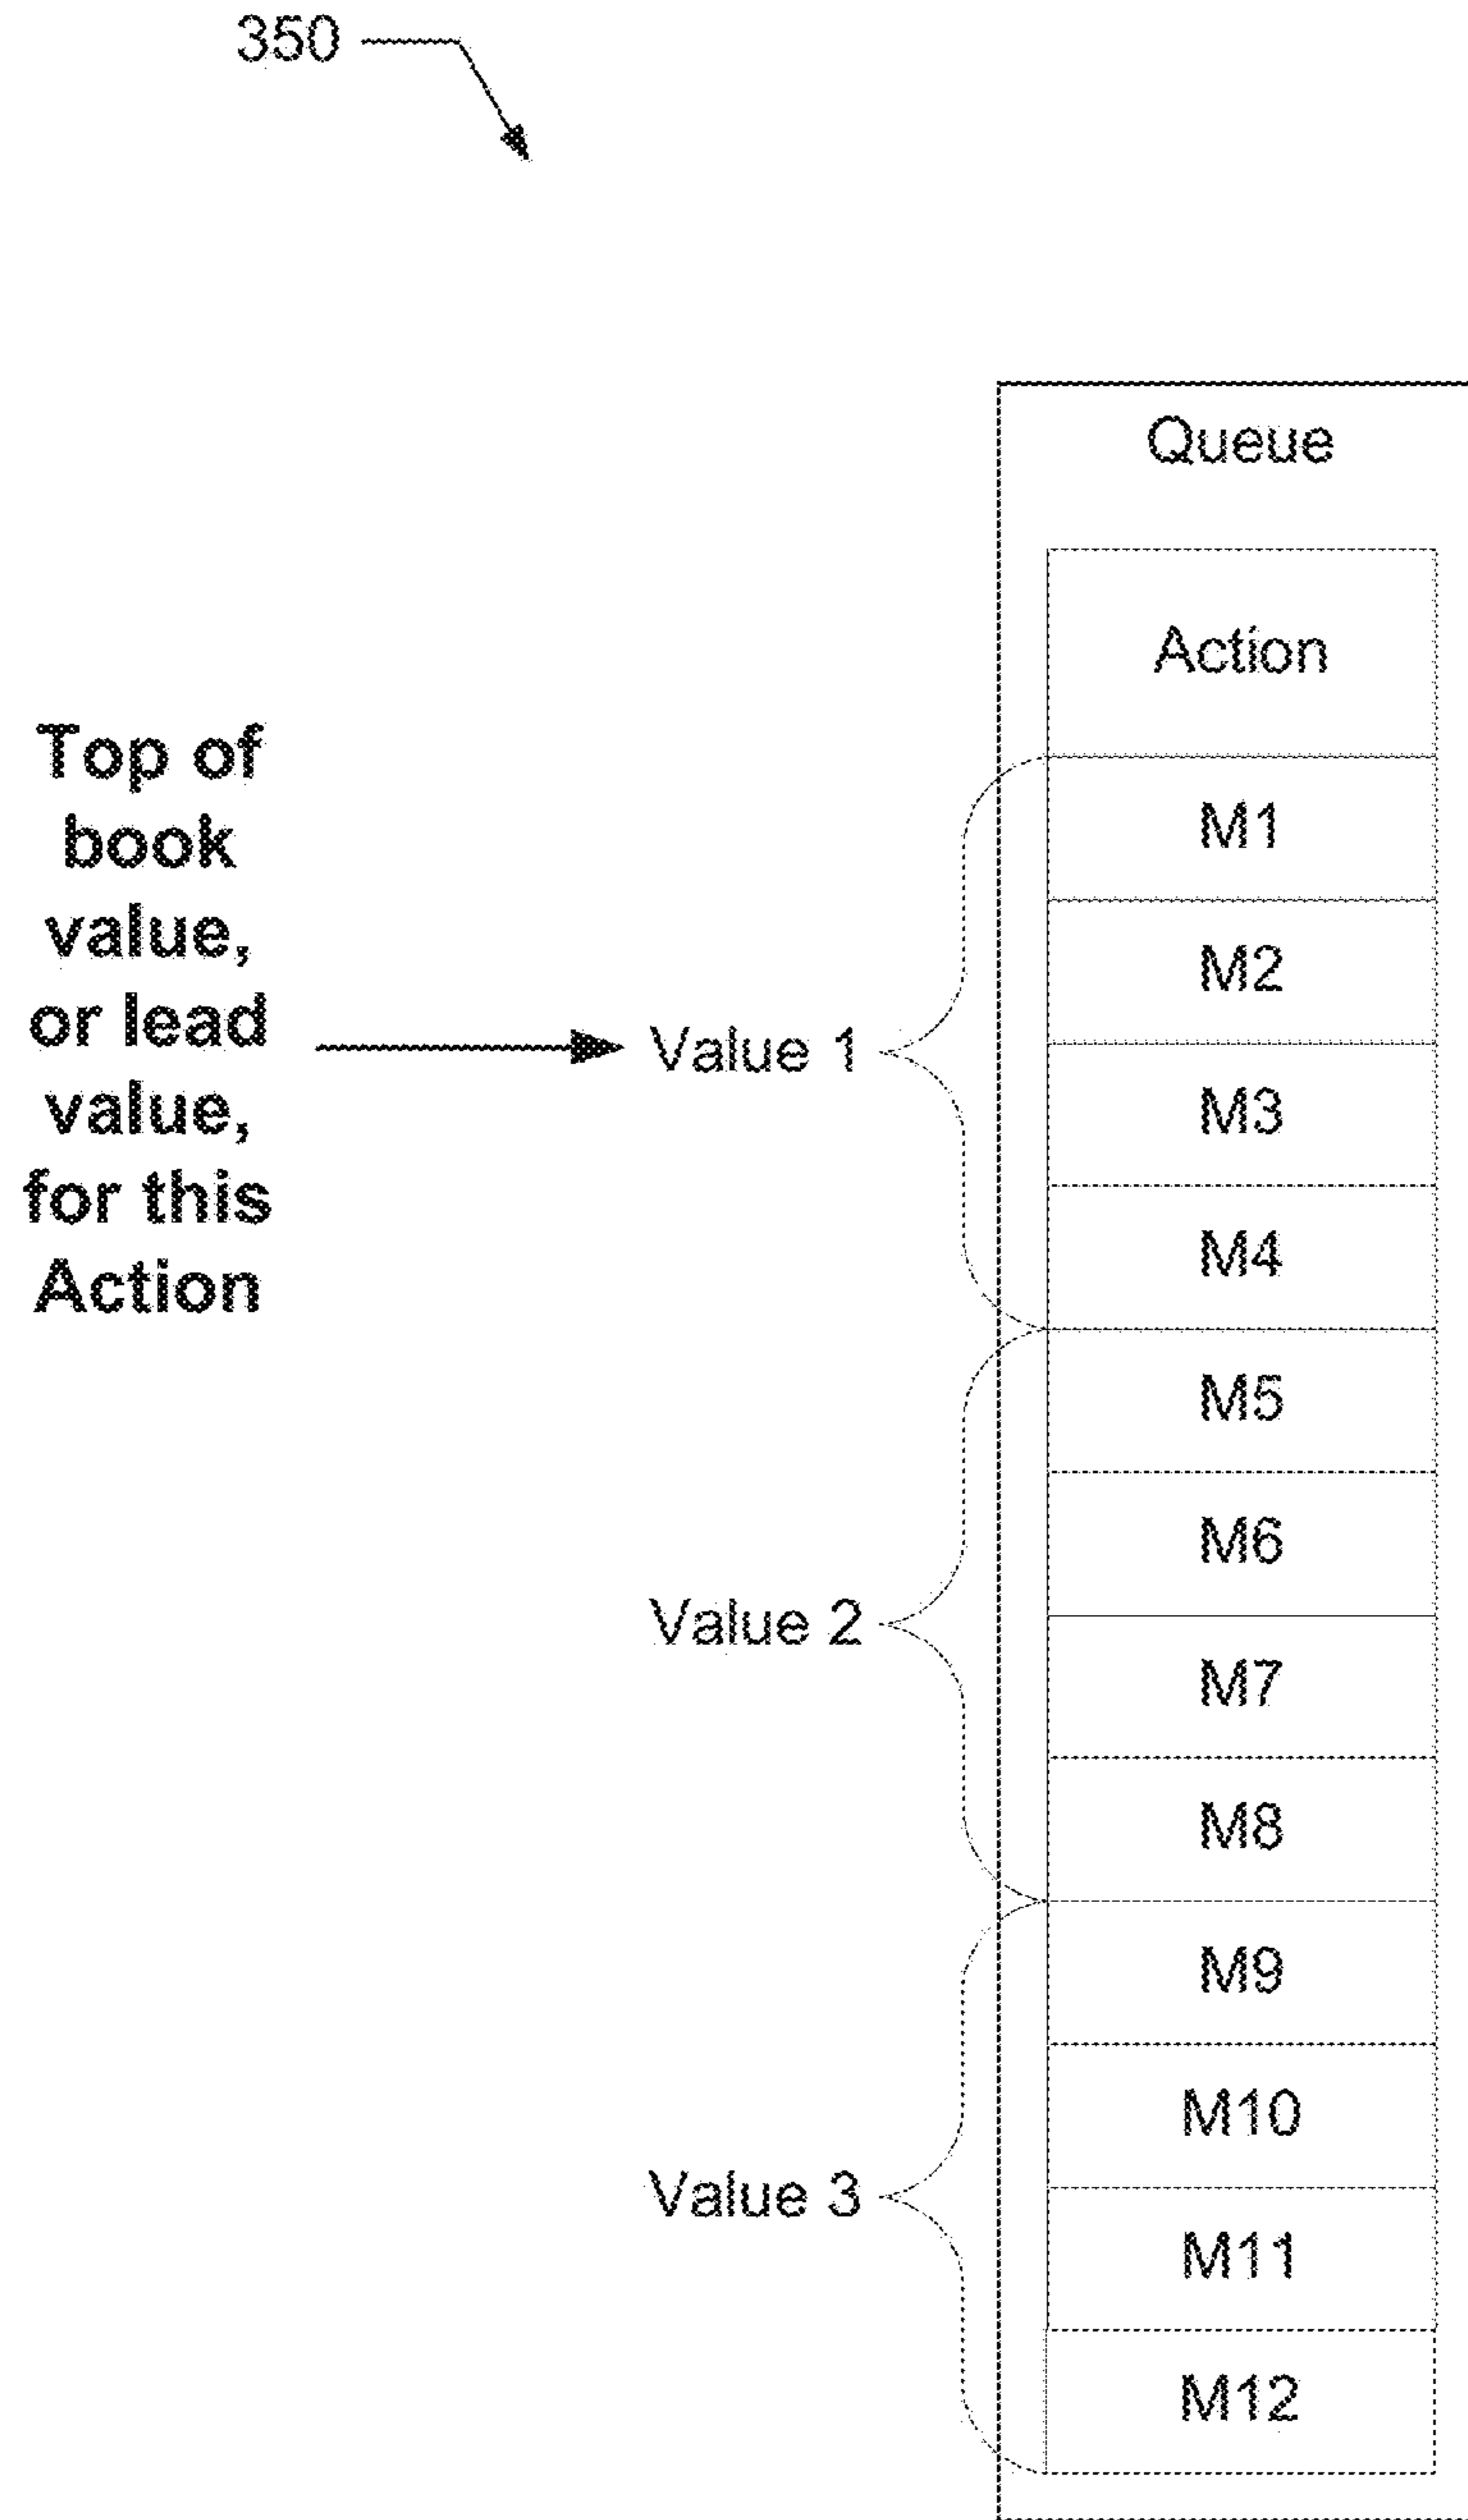 350
Queue
Action
Top of
book
value,
or lead
value,
for this
Action
Value 1
M1
M2
M3
M4
Value 2
M5
M6
M7
M8
Value 3
M9
M10
M11
M12